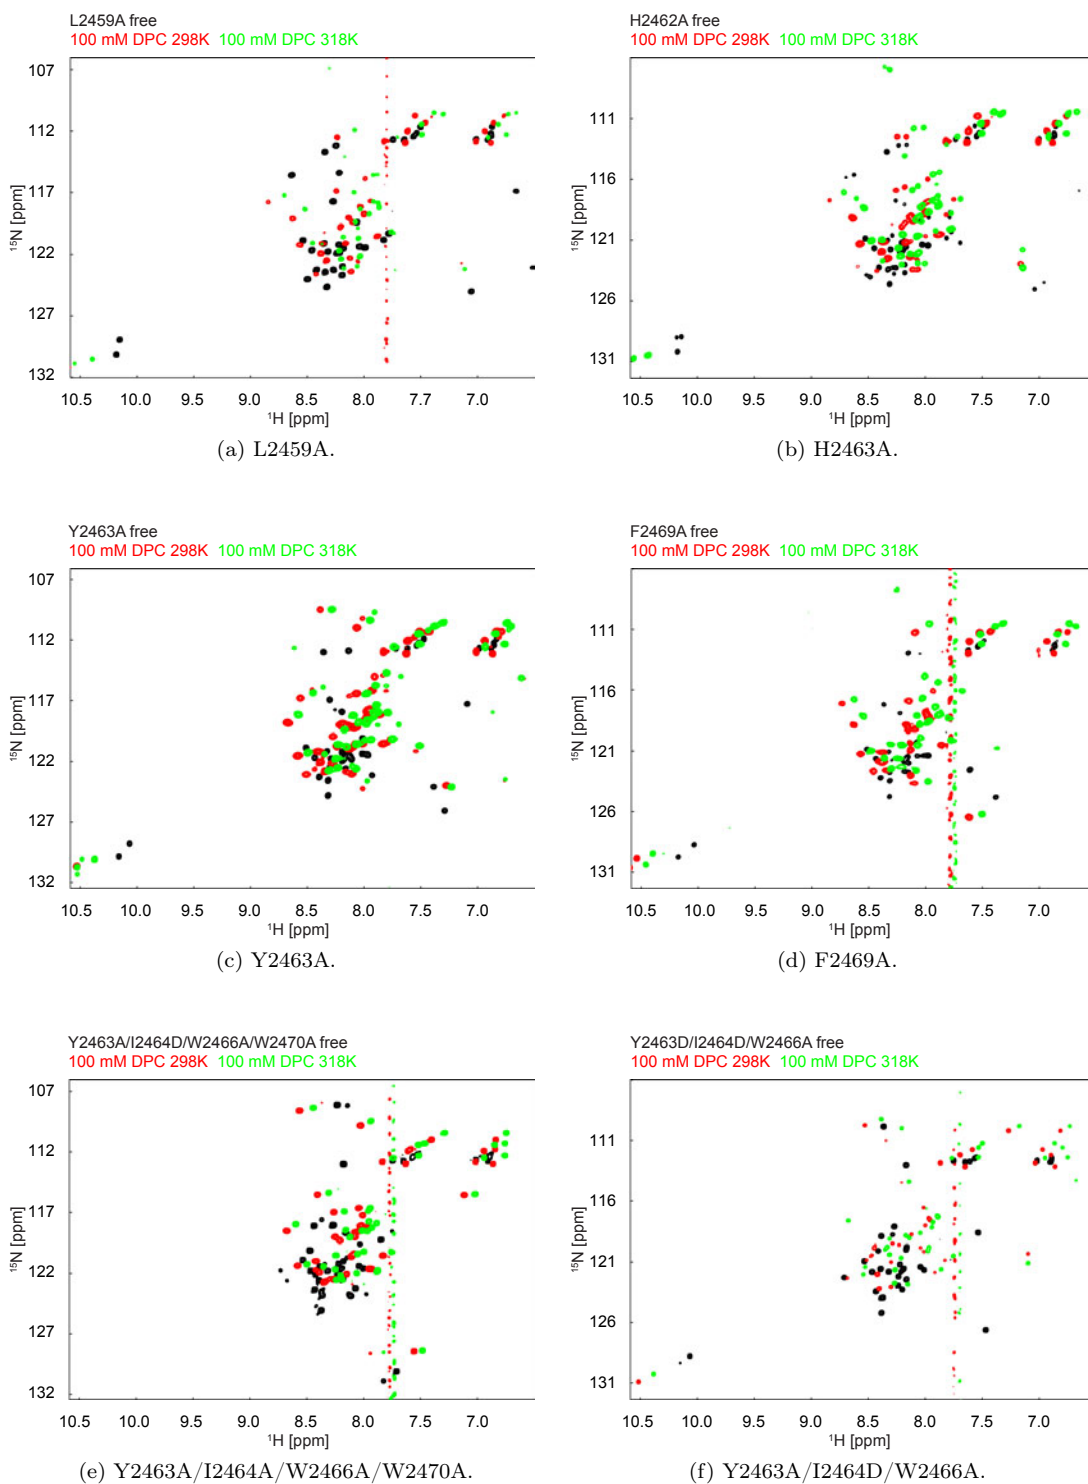 L2459A free
100 mM DPC 298K 100 mM DPC 318K
107
112
117
122
127
132
15N [ppm]
10.5 10.0 9.5 9.0 8.5 8.0 7.7 7.0
1H [ppm]
(a) L2459A.
H2462A free
100 mM DPC 298K 100 mM DPC 318K
111
116
121
126
131
15N [ppm]
10.5 10.0 9.5 9.0 8.5 8.0 7.5 7.0
1H [ppm]
(b) H2463A.
Y2463A free
100 mM DPC 298K 100 mM DPC 318K
107
112
117
122
127
132
15N [ppm]
10.5 10.0 9.5 9.0 8.5 8.0 7.5 7.0
1H [ppm]
(c) Y2463A.
F2469A free
100 mM DPC 298K 100 mM DPC 318K
111
116
121
126
131
15N [ppm]
10.5 10.0 9.5 9.0 8.5 8.0 7.5 7.0
1H [ppm]
(d) F2469A.
Y2463A/I2464D/W2466A/W2470A free
100 mM DPC 298K 100 mM DPC 318K
107
112
117
122
127
132
15N [ppm]
10.5 10.0 9.5 9.0 8.5 8.0 7.5 7.0
1H [ppm]
(e) Y2463A/I2464A/W2466A/W2470A.
Y2463D/I2464D/W2466A free
100 mM DPC 298K 100 mM DPC 318K
111
116
121
126
131
15N [ppm]
10.5 10.0 9.5 9.0 8.5 8.0 7.5 7.0
1H [ppm]
(f) Y2463A/I2464D/W2466A.